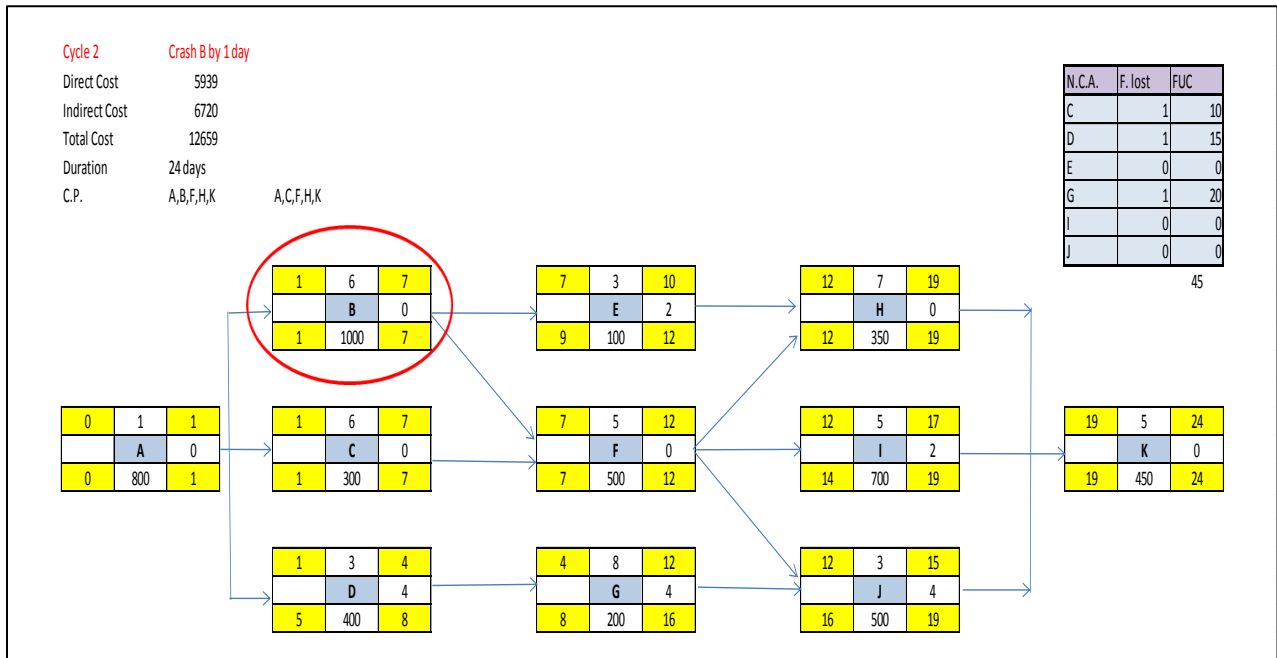 Cycle 2 Crash B by 1 day
Direct Cost 5939
Indirect Cost 6720
Total Cost 12659
Duration 24 days
C.P. A,B,F,H,K A,C,F,H,K
N.C.A. F. lost FUC
C 1 10
D 1 15
E 0 0
G 1 20
I 0 0
J 0 0
45
1 6 7
B 0
1 1000 7
7 3 10
E 2
9 100 12
12 7 19
H 0
12 350 19
0 1 1
A 0
0 800 1
1 6 7
C 0
1 300 7
7 5 12
F 0
7 500 12
12 5 17
I 2
14 700 19
19 5 24
K 0
19 450 24
1 3 4
D 4
5 400 8
4 8 12
G 4
8 200 16
12 3 15
J 4
16 500 19